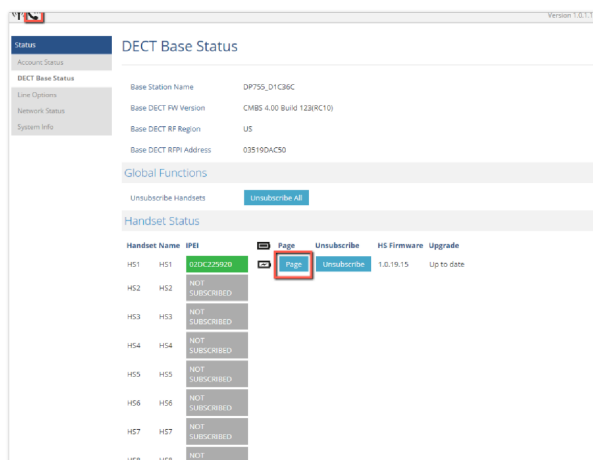 Version 1.0.1.1
Status
Account Status
DECT Base Status
Line Options
Network Status
System Info
DECT Base Status
Base Station Name DP755_D1C36C
Base DECT FW Version CMBS 4.00 Build 123(RC10)
Base DECT RF Region US
Base DECT RFPI Address 03519DAC50
Global Functions
Unsubscribe Handsets Unsubscribe All
Handset Status
Handset Name IPEI Page Unsubscribe HS Firmware Upgrade
HS1 HS1 02DC225920 Page Unsubscribe 1.0.19.15 Up to date
HS2 HS2 NOT
SUBSCRIBED
HS3 HS3 NOT
SUBSCRIBED
HS4 HS4 NOT
SUBSCRIBED
HS5 HS5 NOT
SUBSCRIBED
HS6 HS6 NOT
SUBSCRIBED
HS7 HS7 NOT
SUBSCRIBED
HS8 HS8 NOT